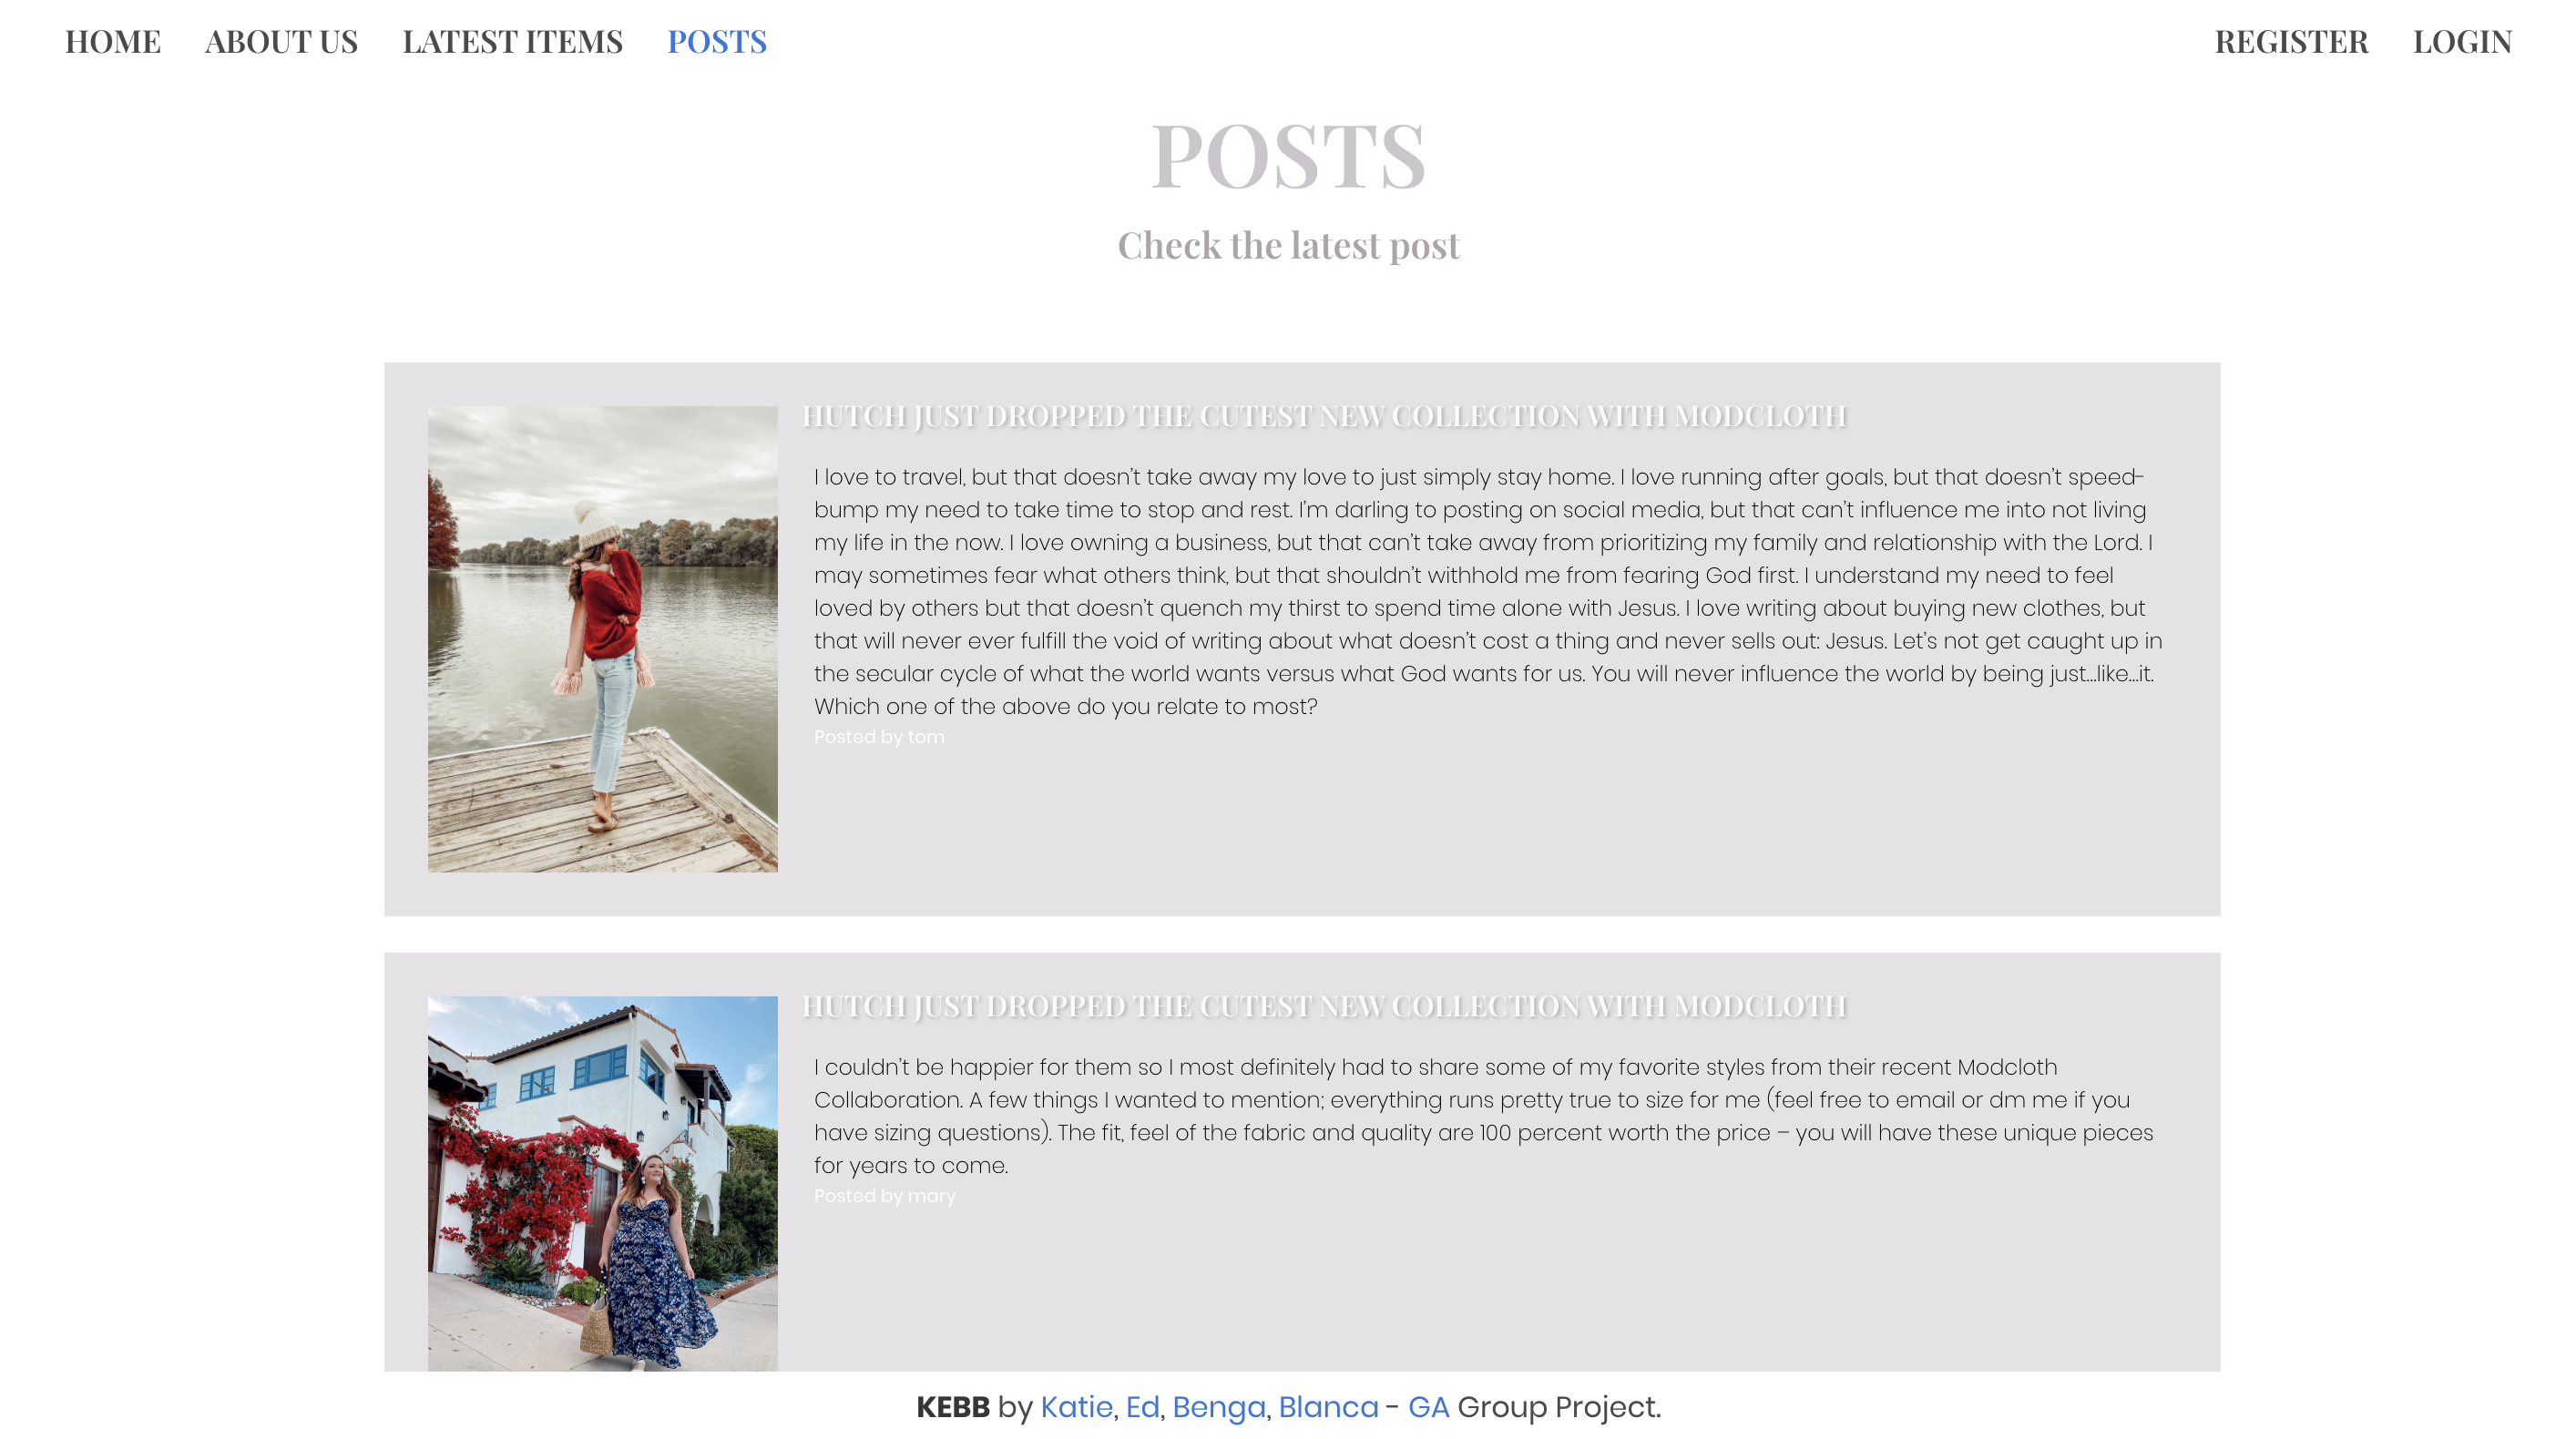 HOME ABOUT US LATEST ITEMS POSTS REGISTER LOGIN
POSTS
Check the latest post
HUTCH JUST DROPPED THE CUTEST NEW COLLECTION WITH MODCLOTH
I love to travel, but that doesn’t take away my love to just simply stay home. I love running after goals, but that doesn’t speed-
bump my need to take time to stop and rest. I’m darling to posting on social media, but that can’t influence me into not living
my life in the now. I love owning a business, but that can’t take away from prioritizing my family and relationship with the Lord. I
may sometimes fear what others think, but that shouldn’t withhold me from fearing God first. I understand my need to feel
loved by others but that doesn’t quench my thirst to spend time alone with Jesus. I love writing about buying new clothes, but
that will never ever fulfill the void of writing about what doesn’t cost a thing and never sells out: Jesus. Let’s not get caught up in
the secular cycle of what the world wants versus what God wants for us. You will never influence the world by being just...like...it.
Which one of the above do you relate to most?
Posted by tom
HUTCH JUST DROPPED THE CUTEST NEW COLLECTION WITH MODCLOTH
I couldn’t be happier for them so I most definitely had to share some of my favorite styles from their recent Modcloth
Collaboration. A few things I wanted to mention; everything runs pretty true to size for me (feel free to email or dm me if you
have sizing questions). The fit, feel of the fabric and quality are 100 percent worth the price – you will have these unique pieces
for years to come.
Posted by mary
KEBB by Katie, Ed, Benga, Blanca - GA Group Project.